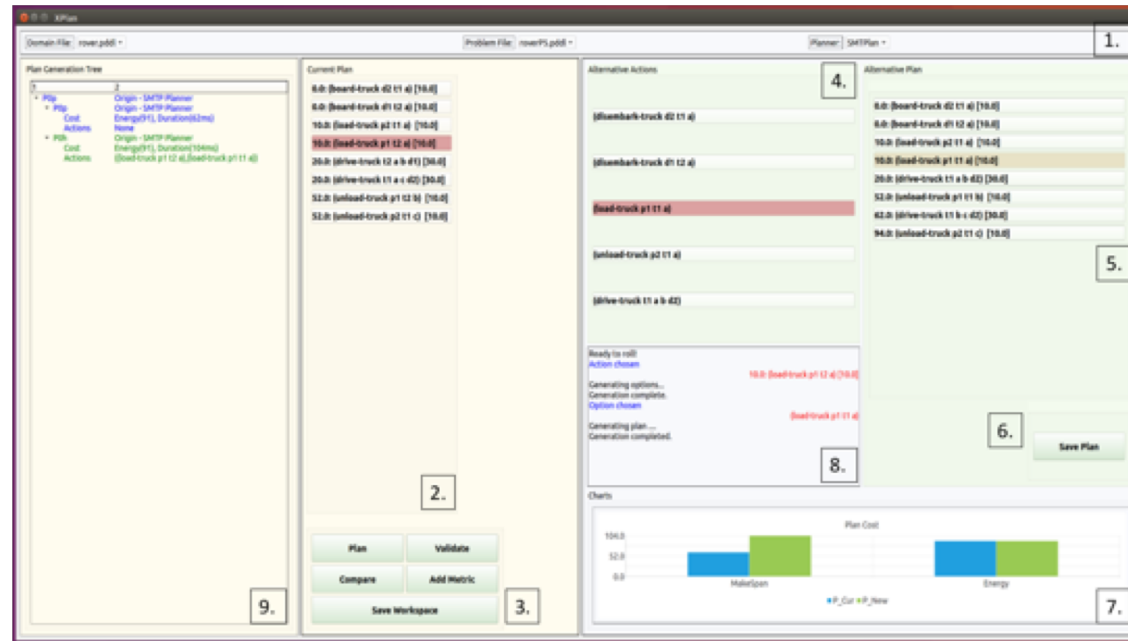 XPlan
Domain File: rover.pddl
Problem File: roverP5.pddl
Planner: SMTPlan
1.
Plan Generation Tree
1 2
P0p Origin - SMTP Planner
P0p Origin - SMTP Planner
Cost Energy(91), Duration(62ms)
Actions None
P0h Origin - SMTP Planner
Cost Energy(91), Duration(104ms)
Actions ((load-truck p1 t2 a),(load-truck p1 t1 a))
9.
Current Plan
0.0: (board-truck d2 t1 a) [10.0]
0.0: (board-truck d1 t2 a) [10.0]
10.0: (load-truck p2 t1 a) [10.0]
10.0: (load-truck p1 t2 a) [10.0]
20.0: (drive-truck t2 a b d1) [30.0]
20.0: (drive-truck t1 a c d2) [30.0]
52.0: (unload-truck p1 t2 b) [10.0]
52.0: (unload-truck p2 t1 c) [10.0]
2.
Plan
Validate
Compare
Add Metric
Save Workspace
3.
Alternative Actions
4.
(disembark-truck d2 t1 a)
(disembark-truck d1 t2 a)
(load-truck p1 t1 a)
(unload-truck p2 t1 a)
(drive-truck t1 a b d2)
Alternative Plan
0.0: (board-truck d2 t1 a) [10.0]
0.0: (board-truck d1 t2 a) [10.0]
10.0: (load-truck p2 t1 a) [10.0]
10.0: (load-truck p1 t1 a) [10.0]
20.0: (drive-truck t1 a b d2) [30.0]
52.0: (unload-truck p1 t1 b) [10.0]
62.0: (drive-truck t1 b c d2) [30.0]
94.0: (unload-truck p2 t1 c) [10.0]
5.
Ready to roll!
Action chosen
10.0: (load-truck p1 t2 a) [10.0]
Generating options...
Generation complete.
Option chosen
(load-truck p1 t1 a)
Generating plan ...
Generation completed.
8.
6.
Save Plan
Charts
Plan Cost
104.0
52.0
0.0
MakeSpan
Energy
P_Cur P_New
7.